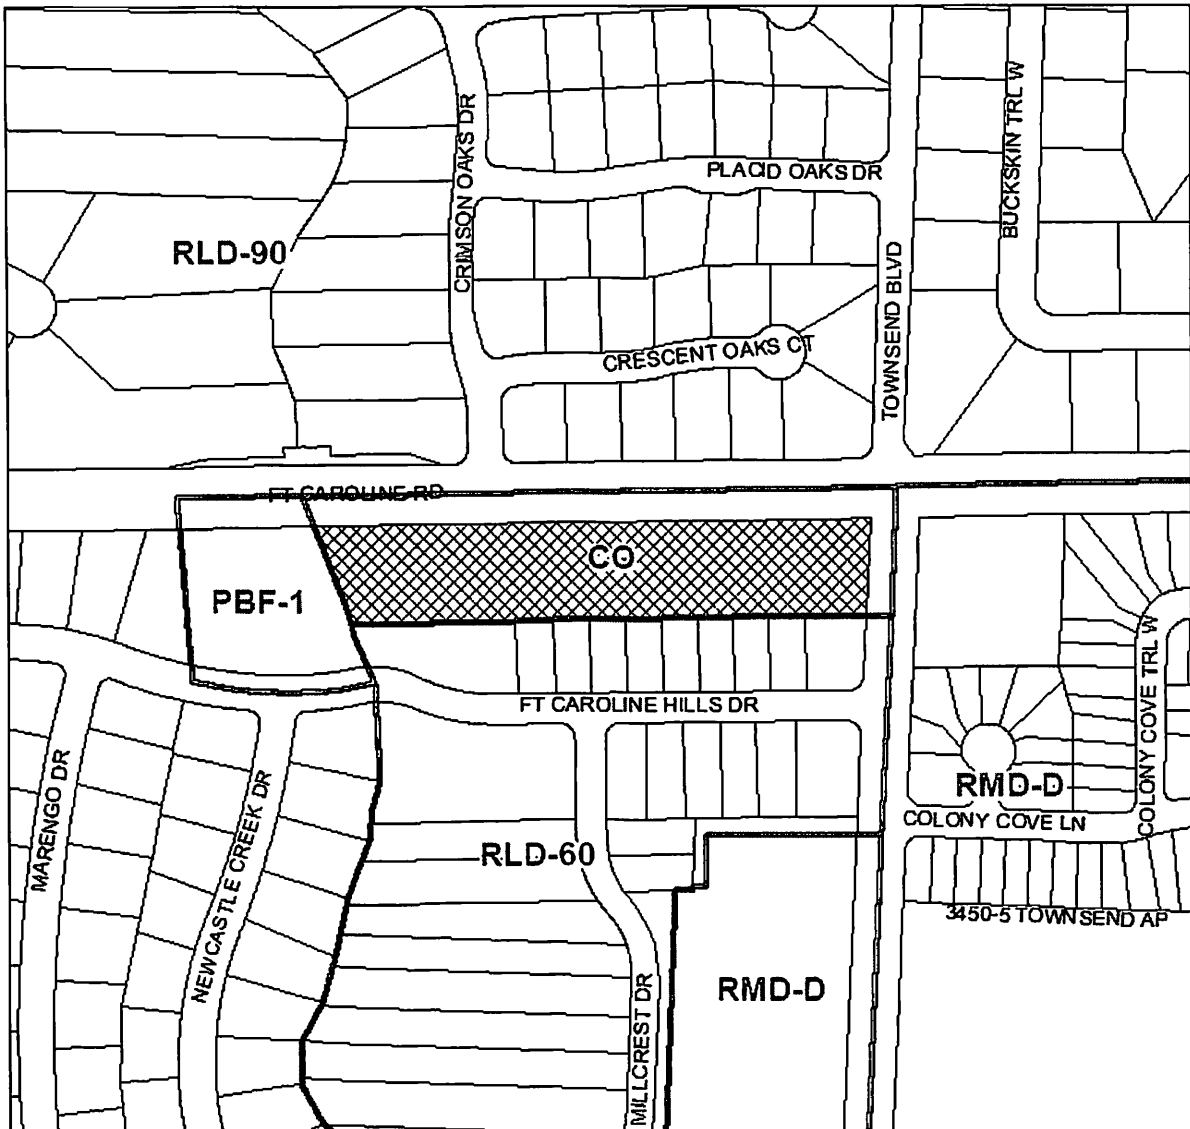 CRIMSON OAKS DR
BUCKSKIN TRL W
PLACID OAKS DR
RLD-90
TOWNSEND BLVD
CRESCENT OAKS CT
FT CAROLINE RD
CO
PBF-1
COLONY COVE TRL W
FT CAROLINE HILLS DR
MARENGO DR
NEWCASTLE CREEK DR
RMD-D
COLONY COVE LN
RLD-60
3450-5 TOWNSEND AP
RMD-D
MILLCREST DR